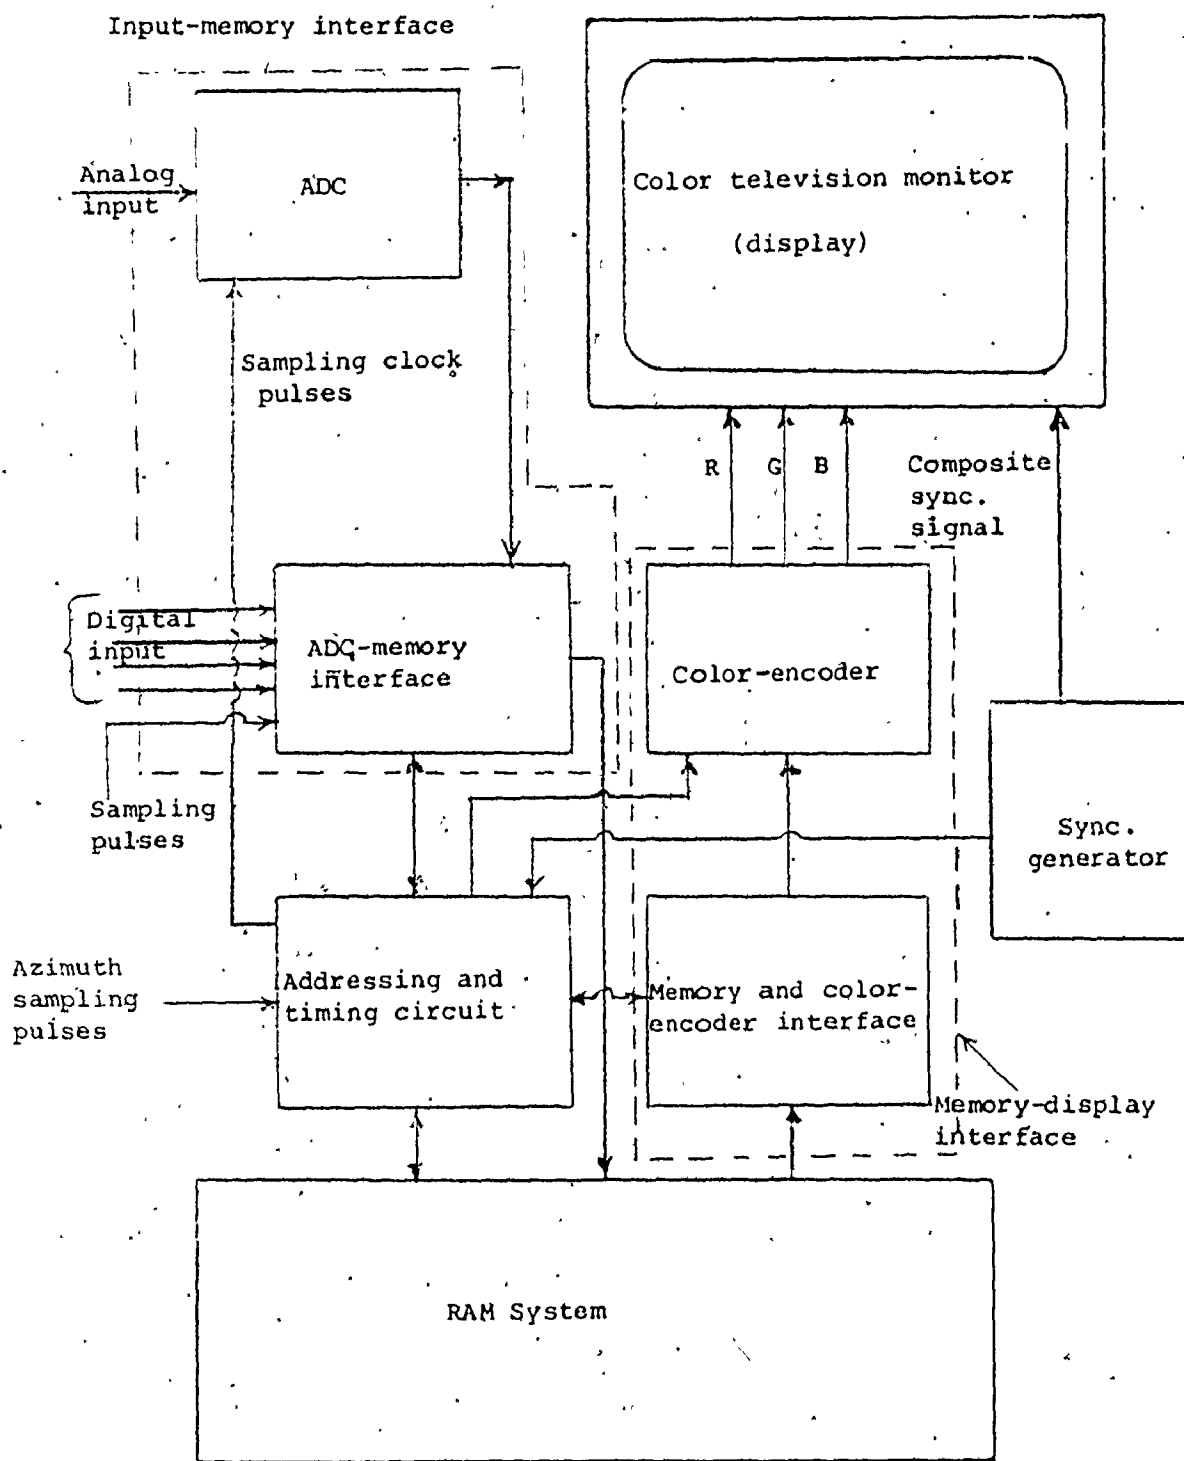 Input-memory interface
Analog
input
ADC
Color television monitor
(display)
Sampling clock
pulses
R G B
Composite
sync.
signal
Digital
input
ADC-memory
interface
Color-encoder
Sampling
pulses
Sync.
generator
Azimuth
sampling
pulses
Addressing and
timing circuit
Memory and color-
encoder interface
Memory-display
interface
RAM System